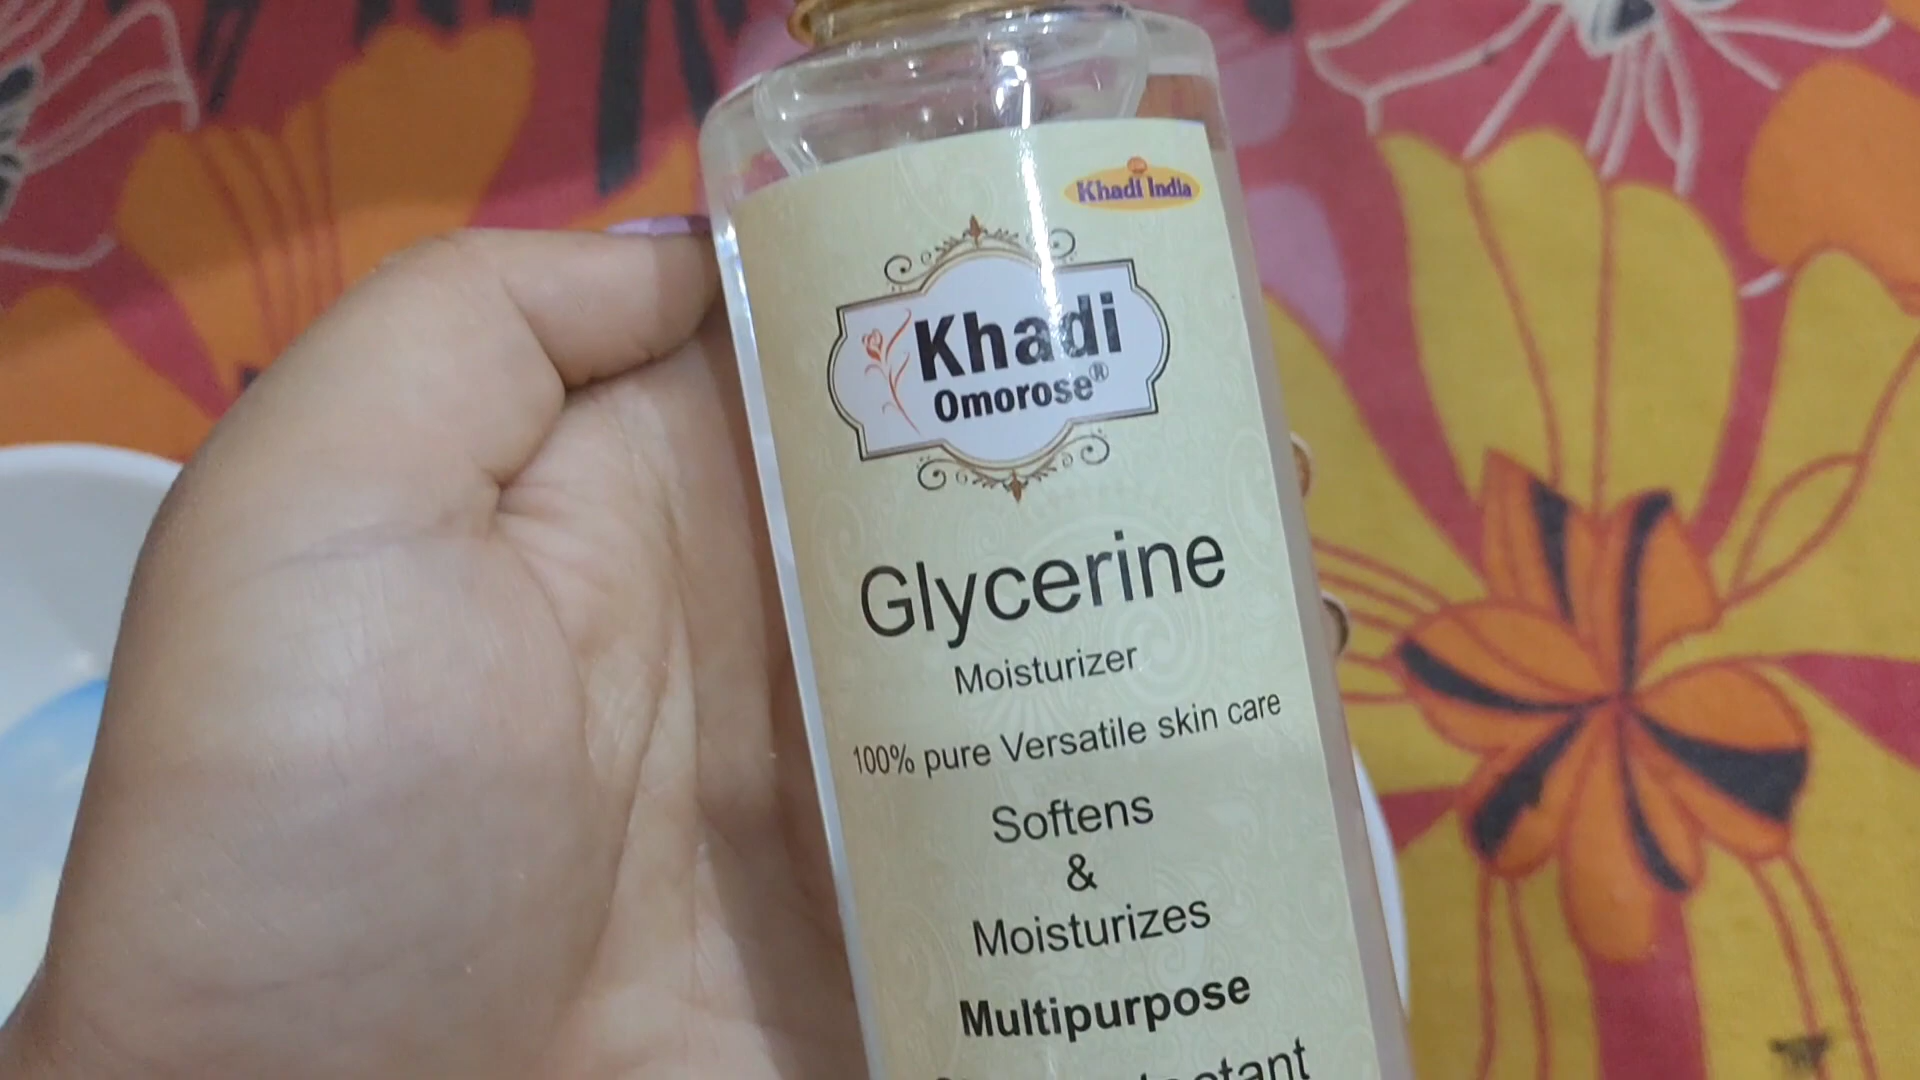 Khadi India
Khadi
Omorose®
Glycerine
Moisturizer
100% pure Versatile skin care
Softens
&
Moisturizes
Multipurpose